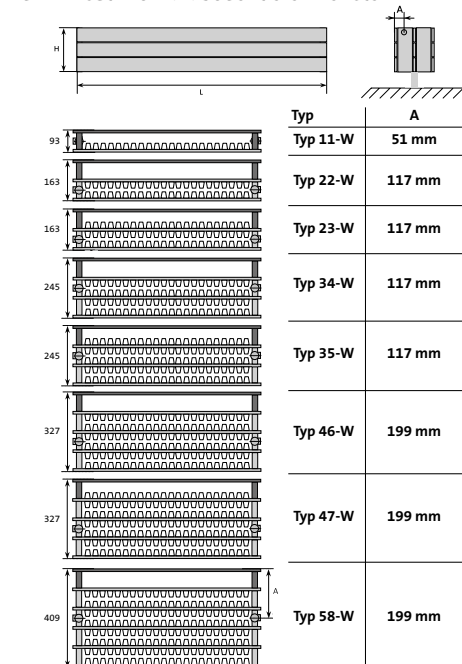 A
H
L
Typ A
93 Typ 11-W 51 mm
163 Typ 22-W 117 mm
163 Typ 23-W 117 mm
245 Typ 34-W 117 mm
245 Typ 35-W 117 mm
327 Typ 46-W 199 mm
327 Typ 47-W 199 mm
A
409 Typ 58-W 199 mm